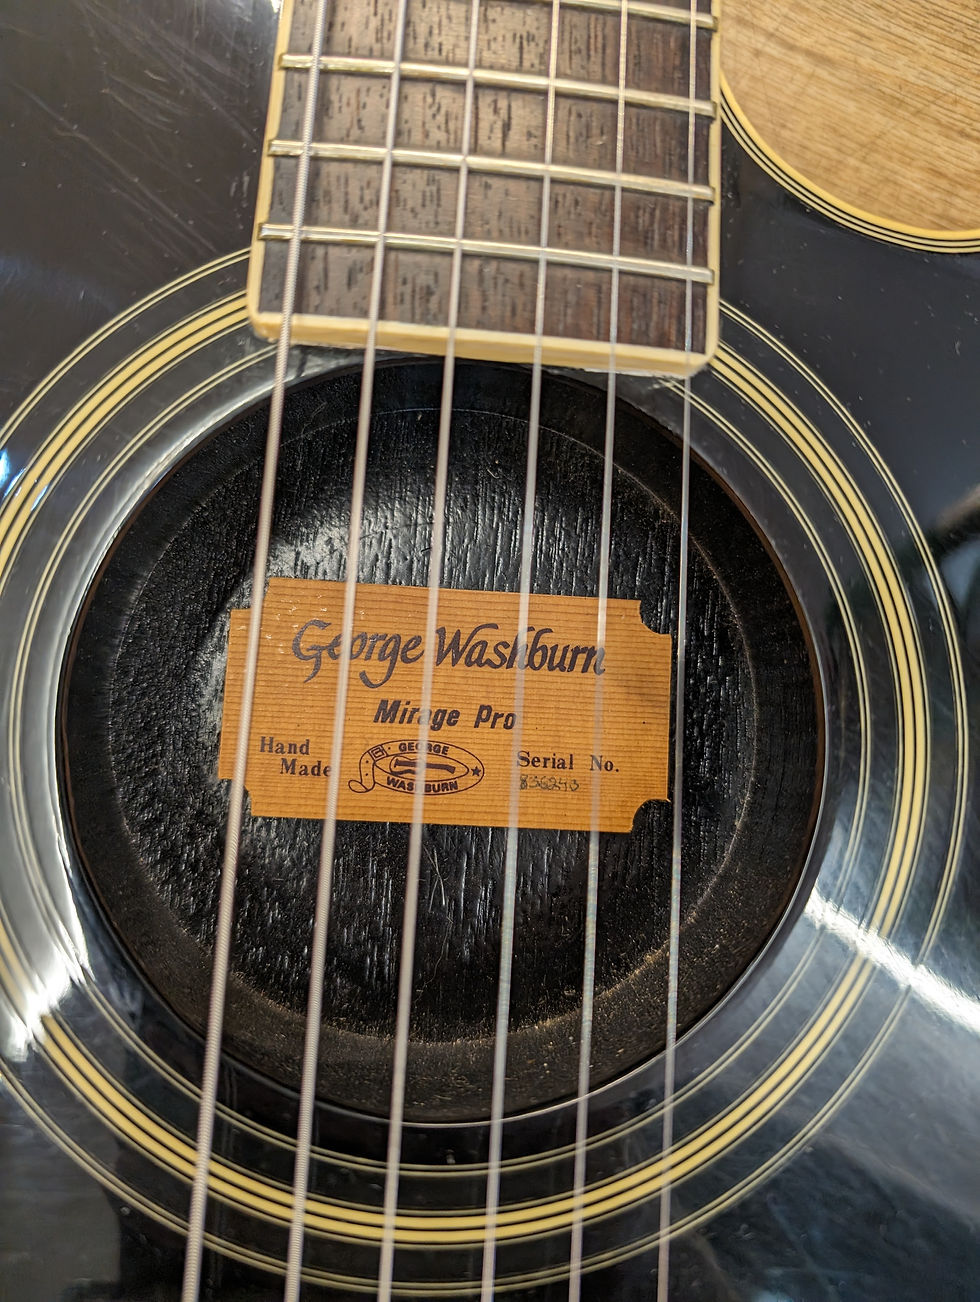 George Washburn
Mirage Pro
Hand
Made
GEORGE
WASHBURN
Serial No.